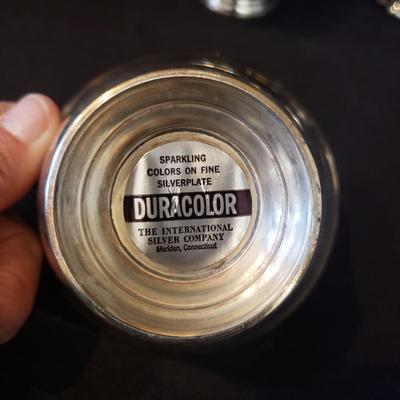 SPARKLING
COLORS ON FINE
SILVERPLATE
DURACOLOR
THE INTERNATIONAL
SILVER COMPANY
Meriden, Connecticut